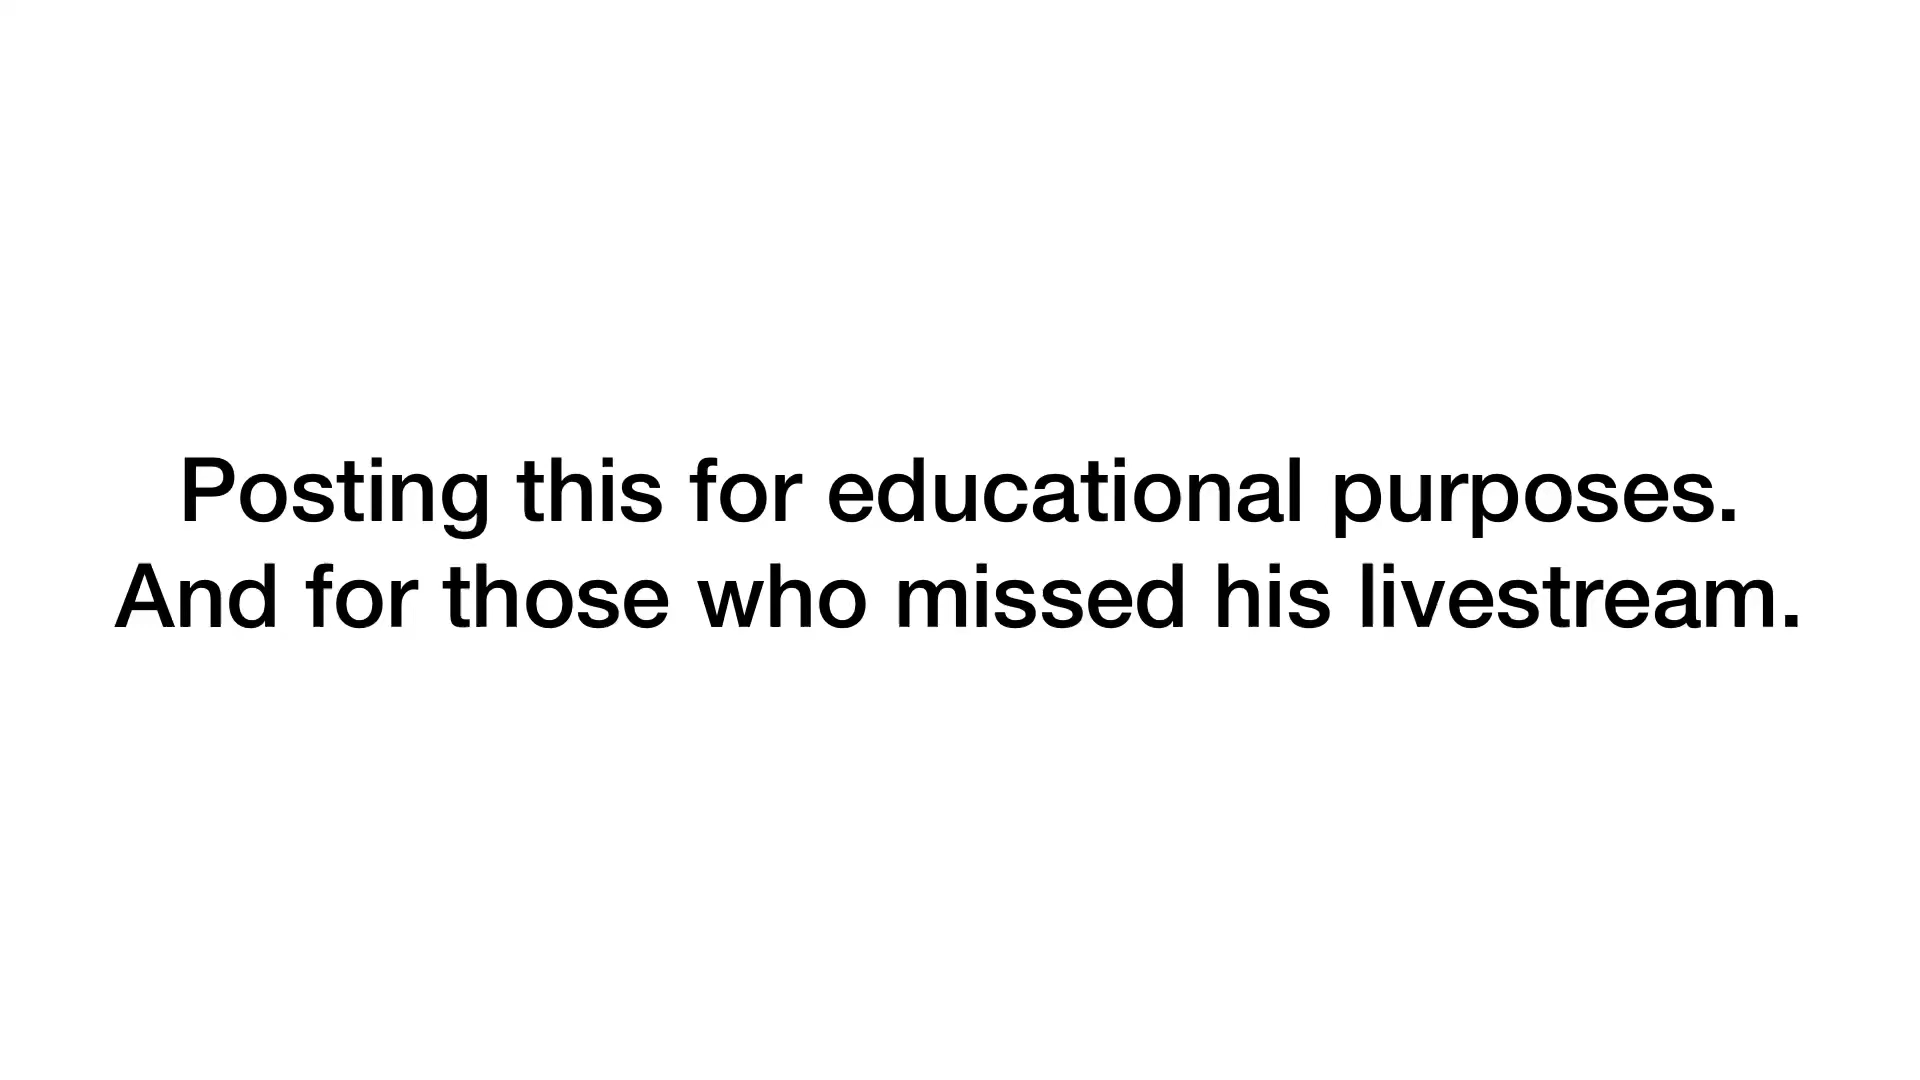 Posting this for educational purposes.
And for those who missed his livestream.